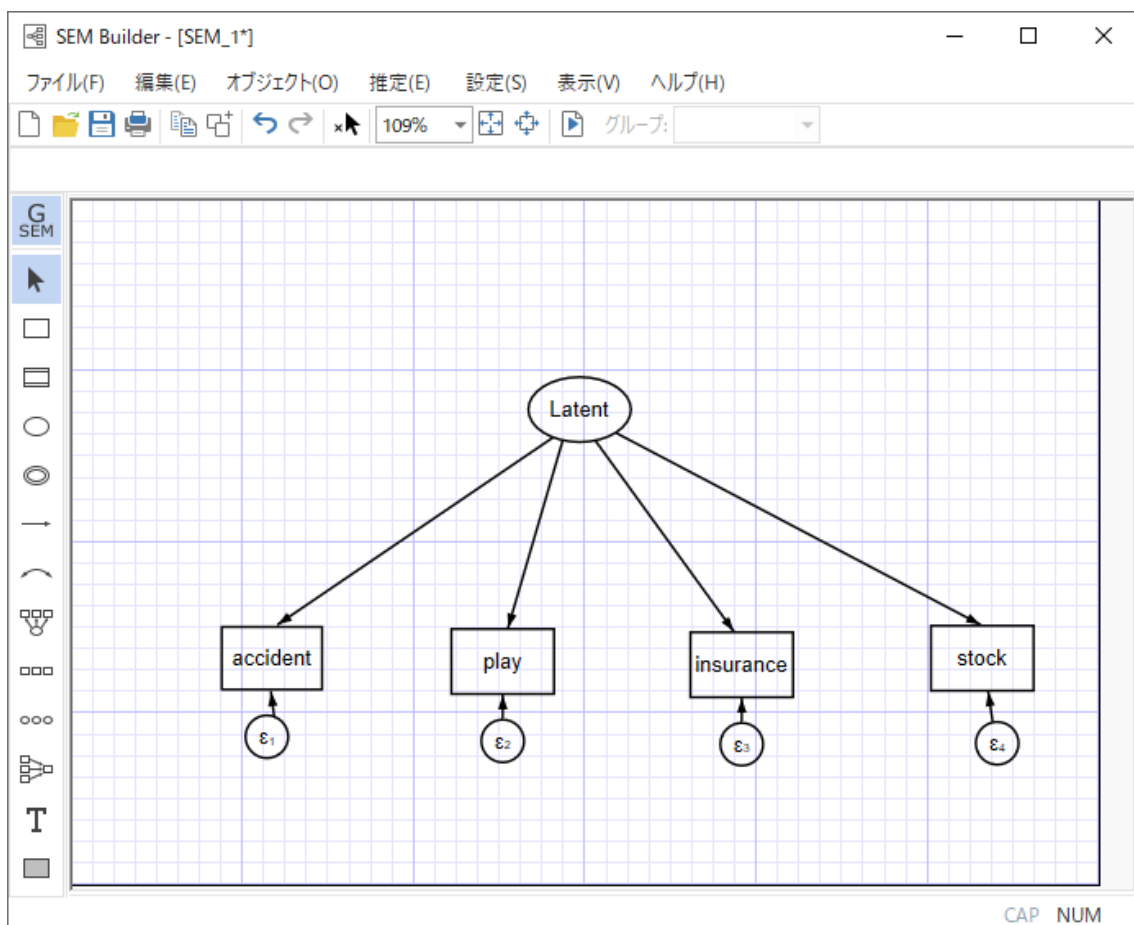 SEM Builder - [SEM_1*]
ファイル(F) 編集(E) オブジェクト(O) 推定(E) 設定(S) 表示(V) ヘルプ(H)
109% グループ:
G
SEM
T
Latent
accident play insurance stock
ε1 ε2 ε3 ε4
CAP NUM